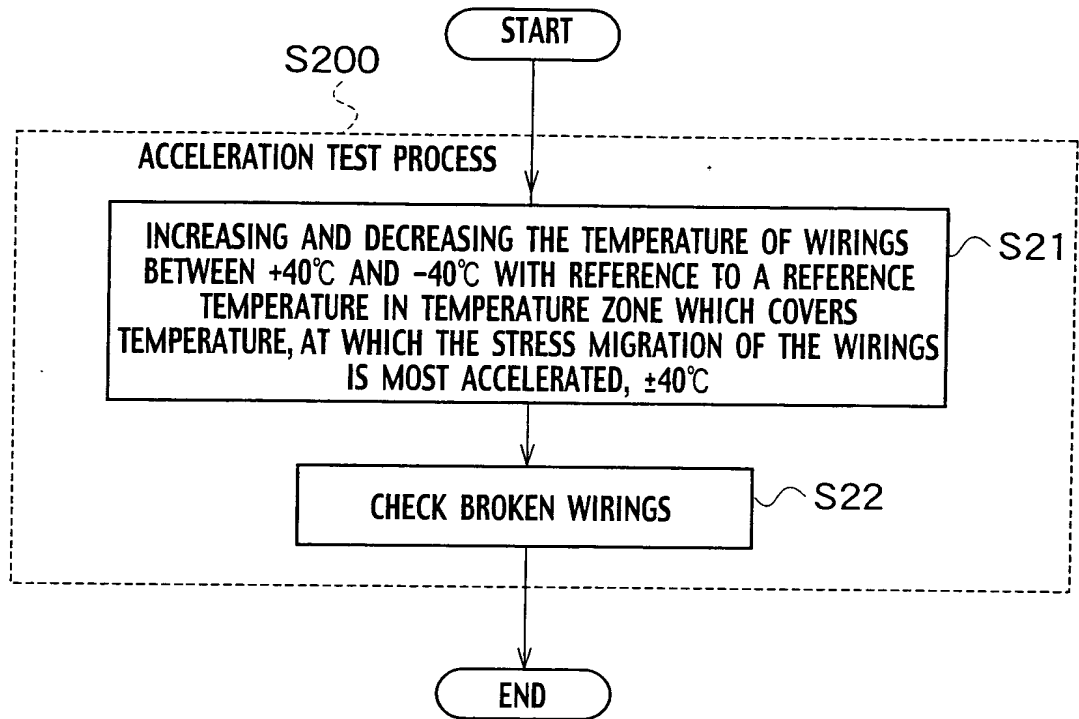 START
S200
ACCELERATION TEST PROCESS
INCREASING AND DECREASING THE TEMPERATURE OF WIRINGS
BETWEEN +40℃ AND -40℃ WITH REFERENCE TO A REFERENCE
TEMPERATURE IN TEMPERATURE ZONE WHICH COVERS
TEMPERATURE, AT WHICH THE STRESS MIGRATION OF THE WIRINGS
IS MOST ACCELERATED, ±40℃
S21
CHECK BROKEN WIRINGS
S22
END